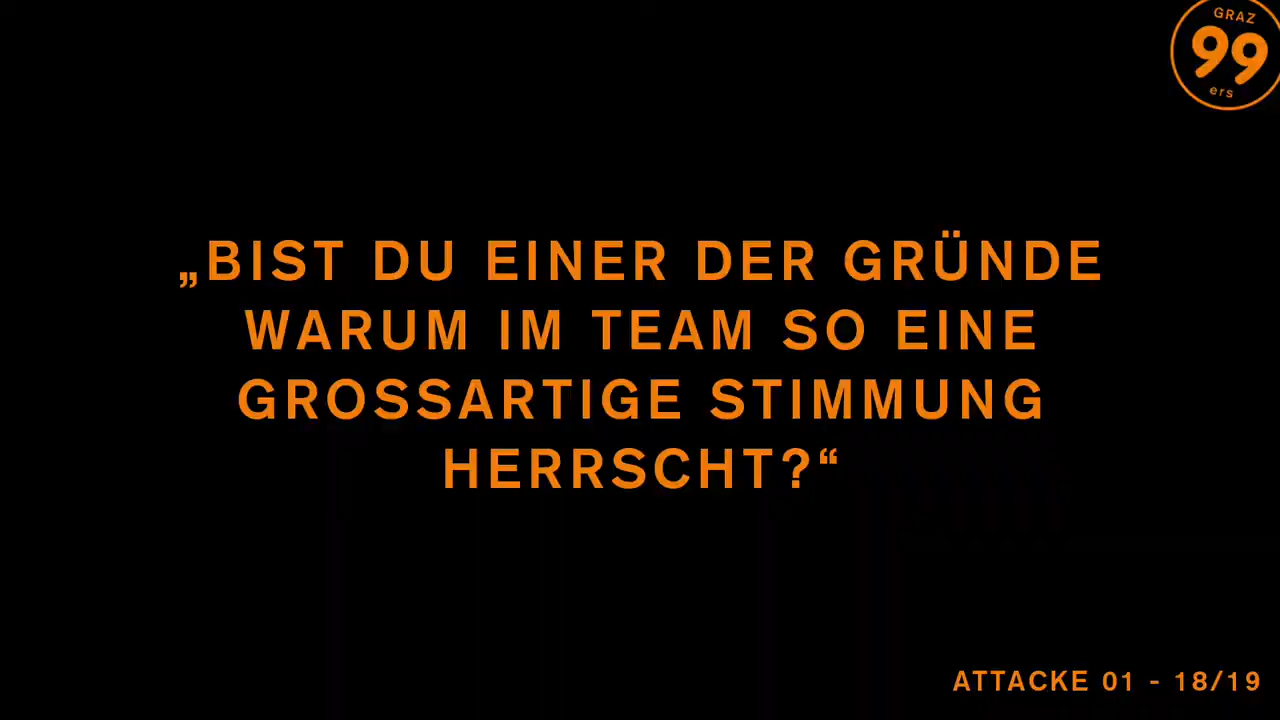 GRAZ
99
ers
„BIST DU EINER DER GRÜNDE
WARUM IM TEAM SO EINE
GROSSARTIGE STIMMUNG
HERRSCHT?“
ATTACKE 01 - 18/19